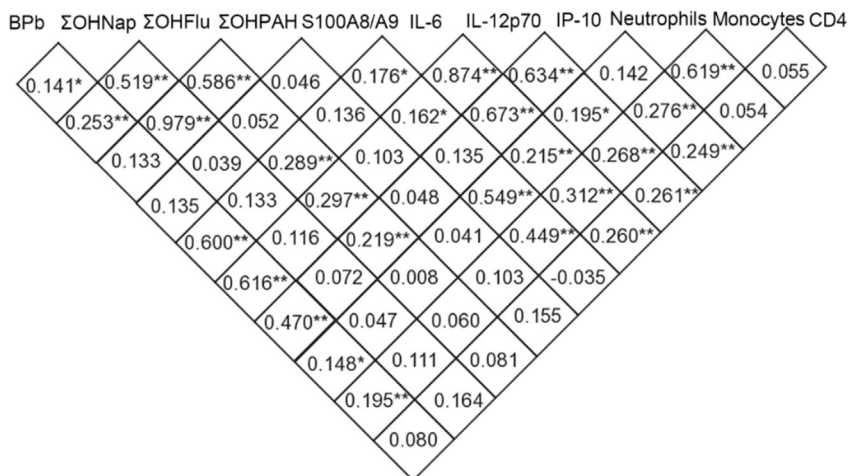 BPb ΣOHNap ΣOHFlu ΣOHPAH S100A8/A9 IL-6 IL-12p70 IP-10 Neutrophils Monocytes CD4
0.141* 0.519** 0.586** 0.046 0.176* 0.874** 0.634** 0.142 0.619** 0.055
0.253** 0.979** 0.052 0.136 0.162* 0.673** 0.195* 0.276** 0.054
0.133 0.039 0.289** 0.103 0.135 0.215** 0.268** 0.249**
0.135 0.133 0.297** 0.048 0.549** 0.312** 0.261**
0.600** 0.116 0.219** 0.041 0.449** 0.260**
0.616** 0.072 0.008 0.103 -0.035
0.470** 0.047 0.060 0.155
0.148* 0.111 0.081
0.195** 0.164
0.080